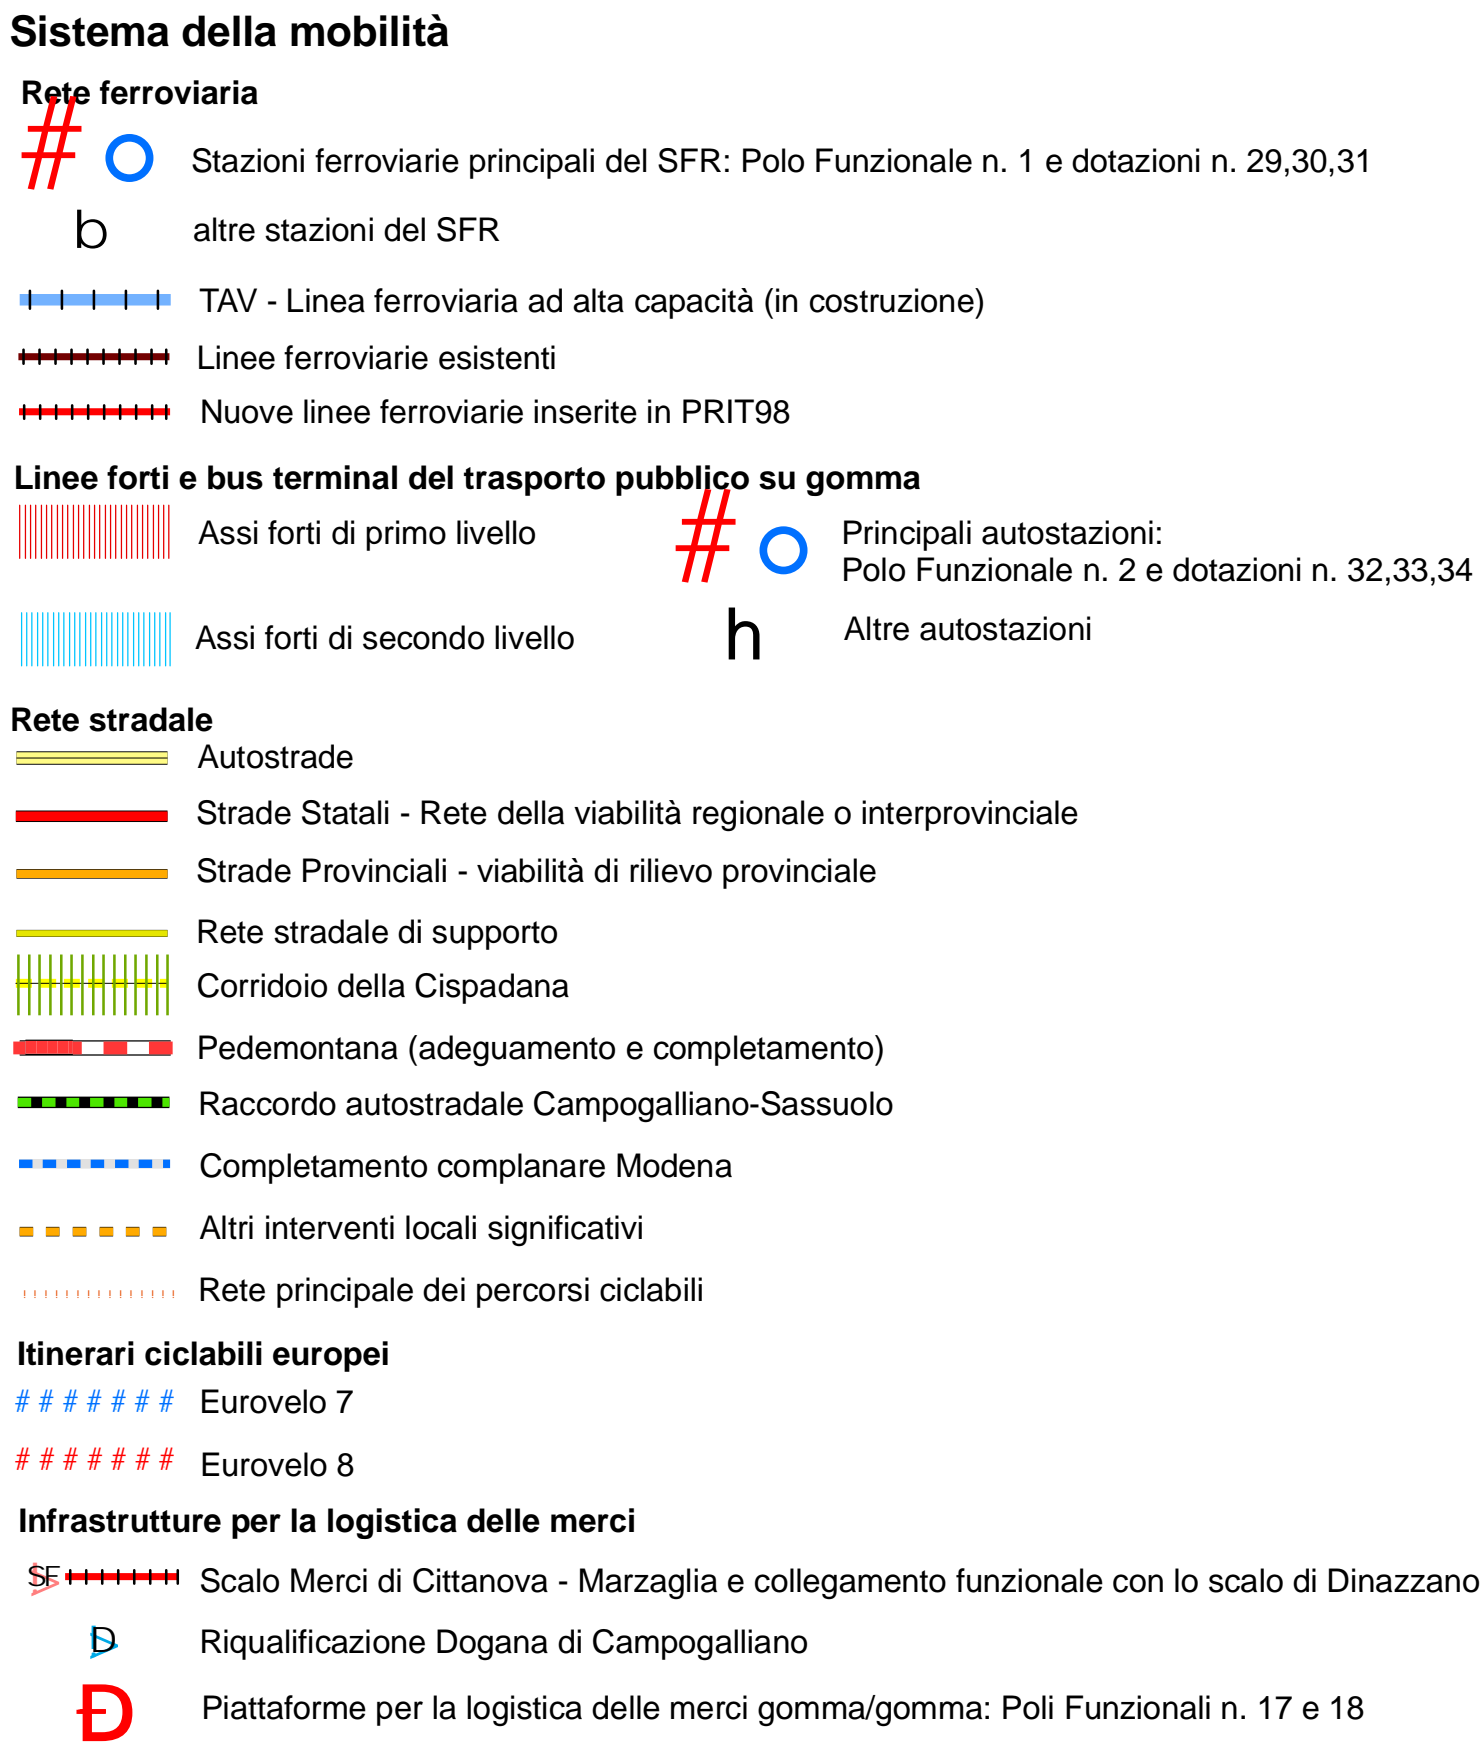 Sistema della mobilità
Rete ferroviaria
# Stazioni ferroviarie principali del SFR: Polo Funzionale n. 1 e dotazioni n. 29,30,31
b altre stazioni del SFR
TAV - Linea ferroviaria ad alta capacità (in costruzione)
Linee ferroviarie esistenti
Nuove linee ferroviarie inserite in PRIT98
Linee forti e bus terminal del trasporto pubblico su gomma
Assi forti di primo livello
# Principali autostazioni:
Polo Funzionale n. 2 e dotazioni n. 32,33,34
Assi forti di secondo livello
h Altre autostazioni
Rete stradale
Autostrade
Strade Statali - Rete della viabilità regionale o interprovinciale
Strade Provinciali - viabilità di rilievo provinciale
Rete stradale di supporto
Corridoio della Cispadana
Pedemontana (adeguamento e completamento)
Raccordo autostradale Campogalliano-Sassuolo
Completamento complanare Modena
Altri interventi locali significativi
Rete principale dei percorsi ciclabili
Itinerari ciclabili europei
# # # # # # # Eurovelo 7
# # # # # # # Eurovelo 8
Infrastrutture per la logistica delle merci
SF Scalo Merci di Cittanova - Marzaglia e collegamento funzionale con lo scalo di Dinazzano
D Riqualificazione Dogana di Campogalliano
Đ Piattaforme per la logistica delle merci gomma/gomma: Poli Funzionali n. 17 e 18